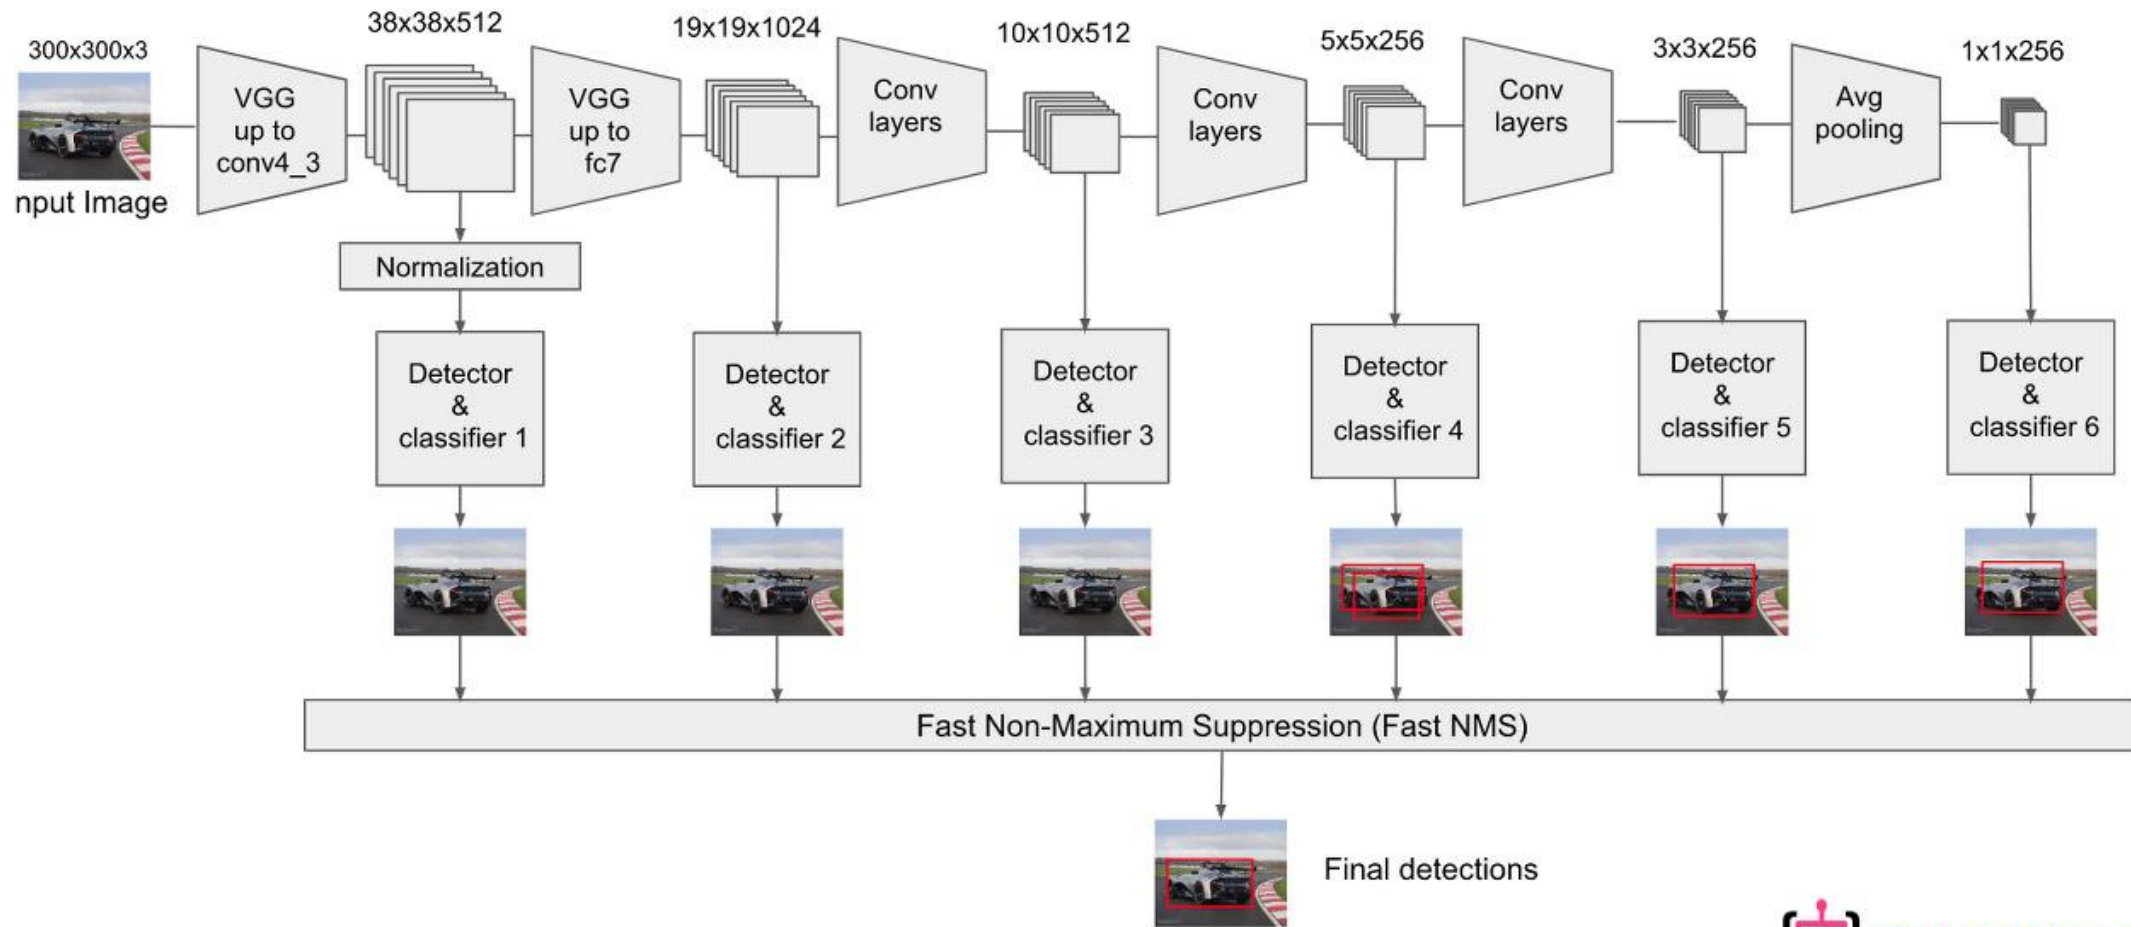 300x300x3
38x38x512
19x19x1024
10x10x512
5x5x256
3x3x256
1x1x256
VGG
up to
conv4_3
VGG
up to
fc7
Conv
layers
Conv
layers
Conv
layers
Avg
pooling
nput Image
Normalization
Detector
&
classifier 1
Detector
&
classifier 2
Detector
&
classifier 3
Detector
&
classifier 4
Detector
&
classifier 5
Detector
&
classifier 6
Fast Non-Maximum Suppression (Fast NMS)
Final detections